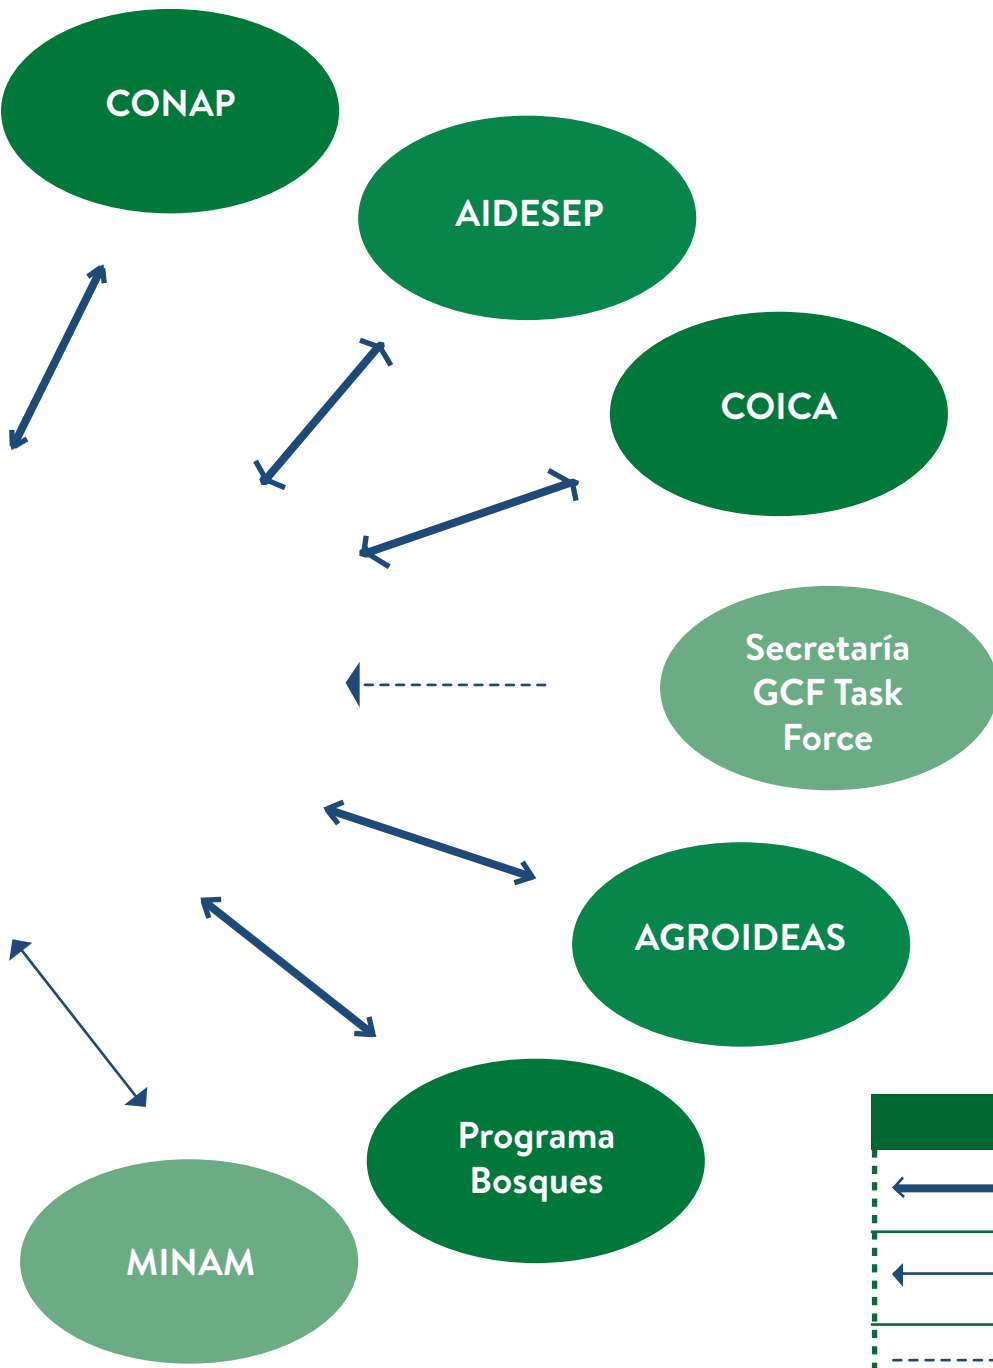 CONAP
AIDESEP
COICA
Secretaría
GCF Task
Force
AGROIDEAS
Programa
Bosques
MINAM